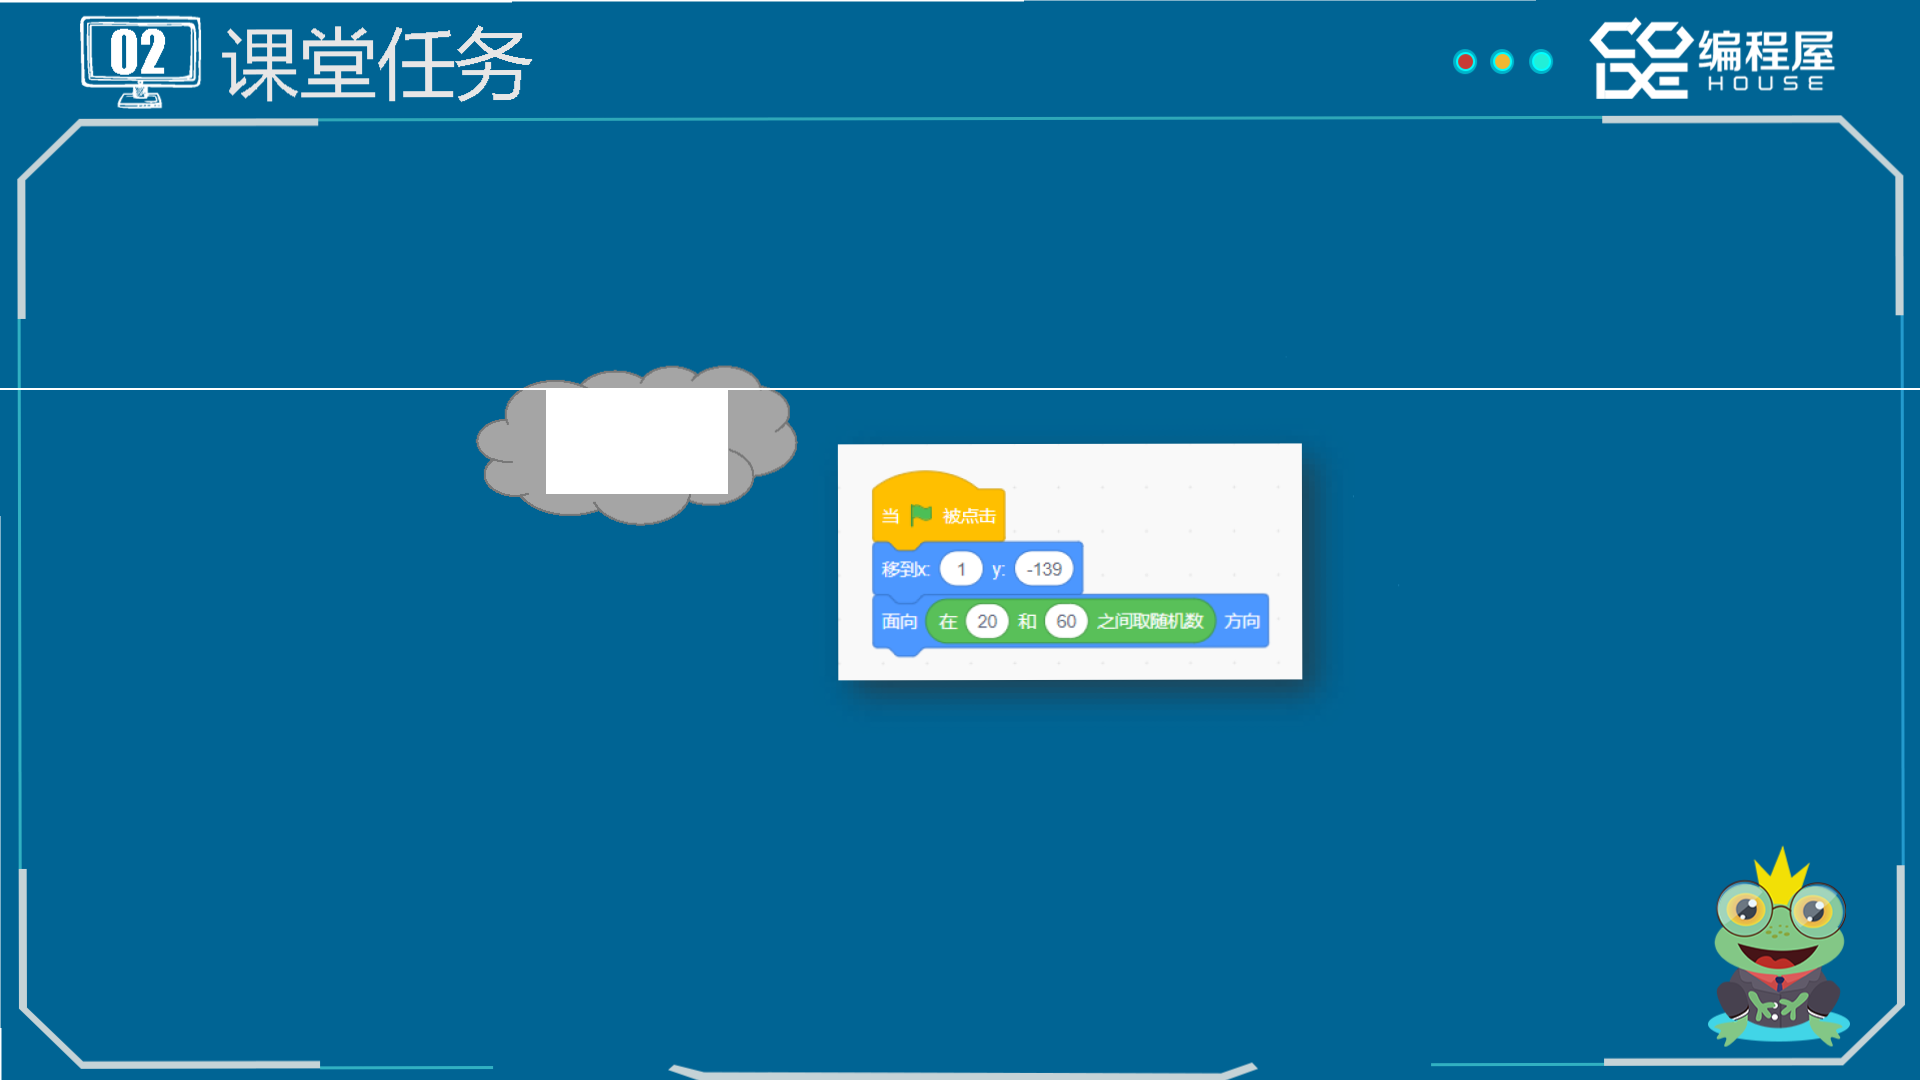 02 课堂任务
编程屋
HOUSE
当 被点击
移到x: 1 y: -139
面向 在 20 和 60 之间取随机数 方向